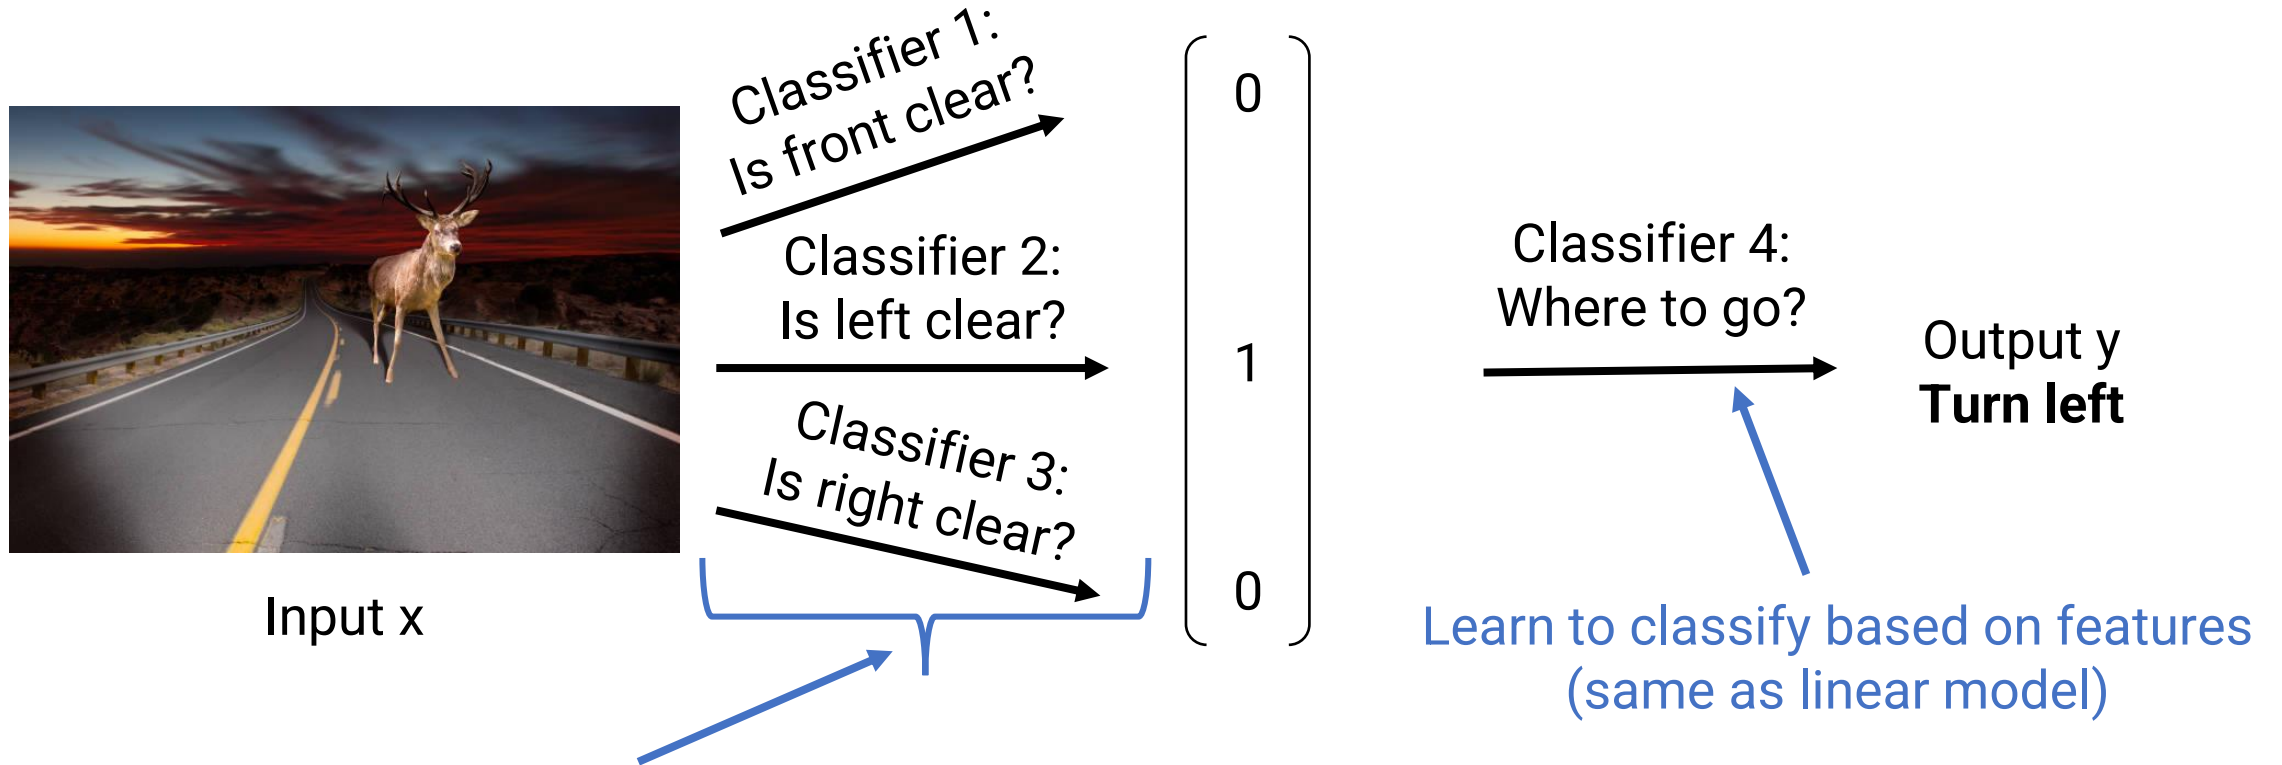 Classifier 1:
Is front clear?
Classifier 2:
Is left clear?
Classifier 3:
Is right clear?
0
1
0
Classifier 4:
Where to go?
Output y
Turn left
Input x
Learn to classify based on features
(same as linear model)